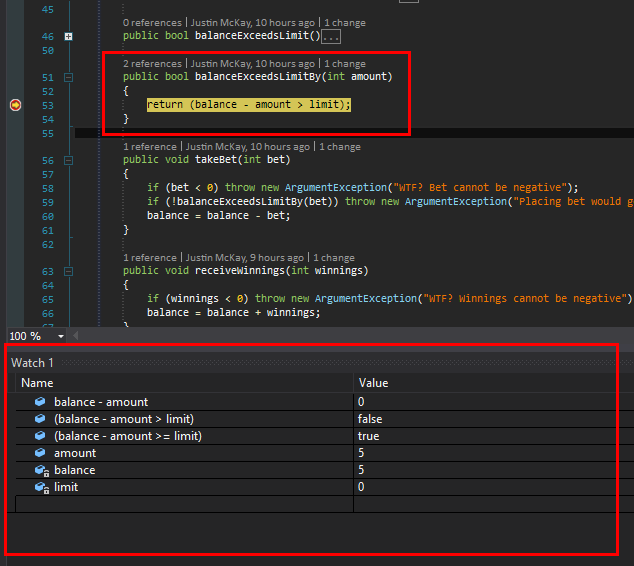 45
0 references | Justin McKay, 10 hours ago | 1 change
46 public bool balanceExceedsLimit()...
50
2 references | Justin McKay, 10 hours ago | 1 change
51 public bool balanceExceedsLimitBy(int amount)
52 {
53 return (balance - amount > limit);
54 }
55
1 reference | Justin McKay, 10 hours ago | 1 change
56 public void takeBet(int bet)
57 {
58 if (bet < 0) throw new ArgumentException("WTF? Bet cannot be negative");
59 if (!balanceExceedsLimitBy(bet)) throw new ArgumentException("Placing bet would g
60 balance = balance - bet;
61 }
62
1 reference | Justin McKay, 9 hours ago | 1 change
63 public void receiveWinnings(int winnings)
64 {
65 if (winnings < 0) throw new ArgumentException("WTF? Winnings cannot be negative")
66 balance = balance + winnings;
67 }
100 %
Watch 1
Name Value
balance - amount 0
(balance - amount > limit) false
(balance - amount >= limit) true
amount 5
balance 5
limit 0